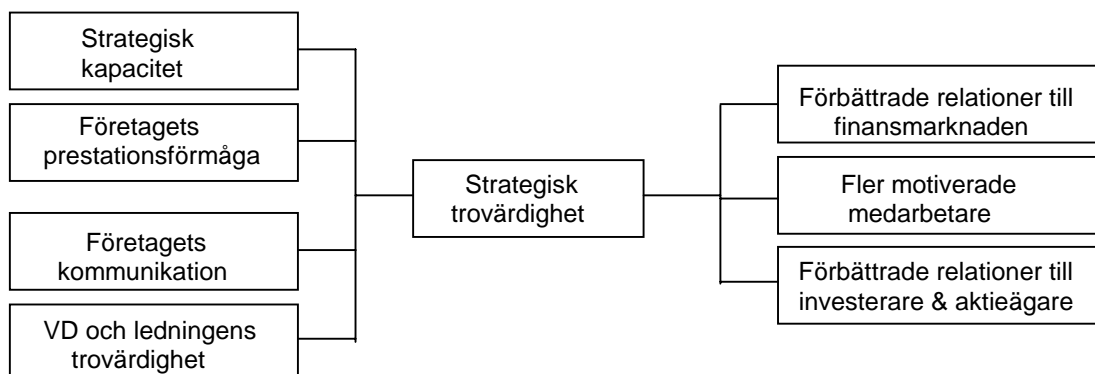 Strategisk
kapacitet
Företagets
prestationsförmåga
Företagets
kommunikation
VD och ledningens
trovärdighet
Strategisk
trovärdighet
Förbättrade relationer till
finansmarknaden
Fler motiverade
medarbetare
Förbättrade relationer till
investerare & aktieägare